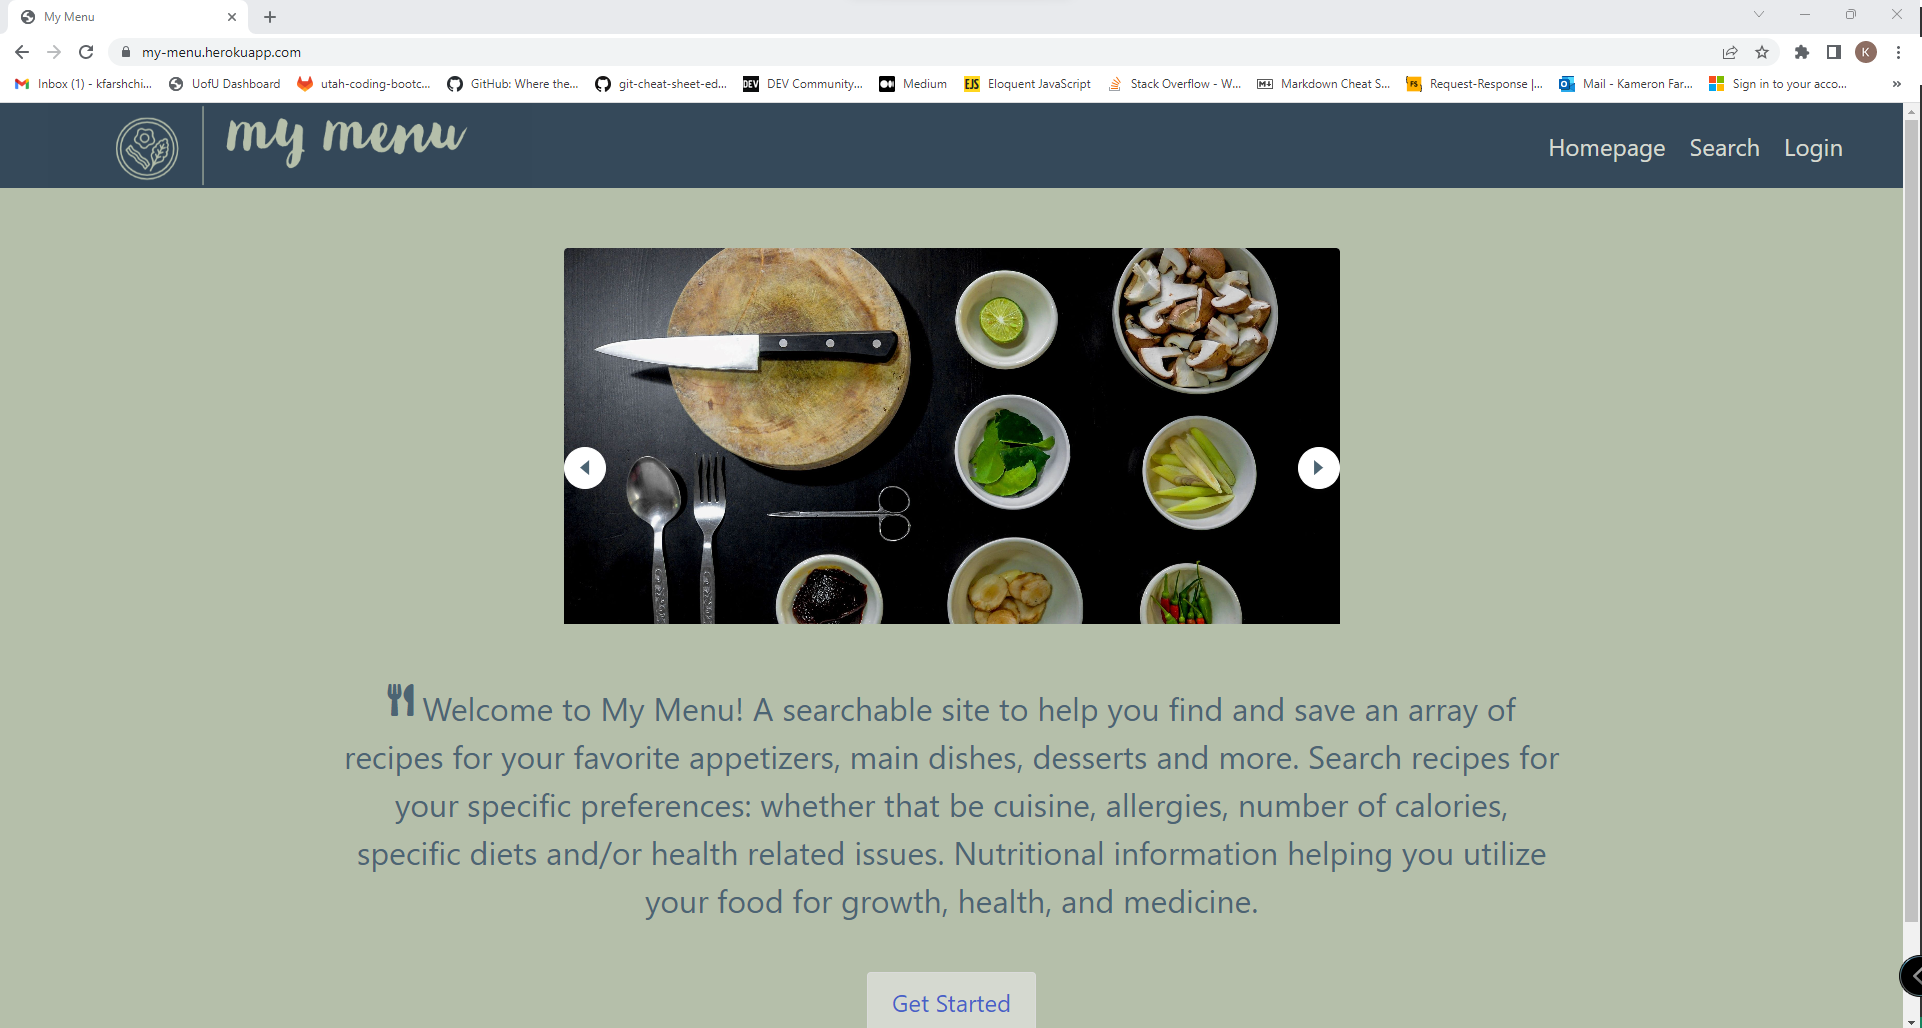 My Menu
my-menu.herokuapp.com
K
Inbox (1) - kfarshchi...
UofU Dashboard
utah-coding-bootc...
GitHub: Where the...
git-cheat-sheet-ed...
DEV
DEV Community...
Medium
EJS
Eloquent JavaScript
Stack Overflow - W...
Markdown Cheat S...
FS
Request-Response |...
Mail - Kameron Far...
Sign in to your acco...
»
my menu
Homepage
Search
Login
Welcome to My Menu! A searchable site to help you find and save an array of
recipes for your favorite appetizers, main dishes, desserts and more. Search recipes for
your specific preferences: whether that be cuisine, allergies, number of calories,
specific diets and/or health related issues. Nutritional information helping you utilize
your food for growth, health, and medicine.
Get Started